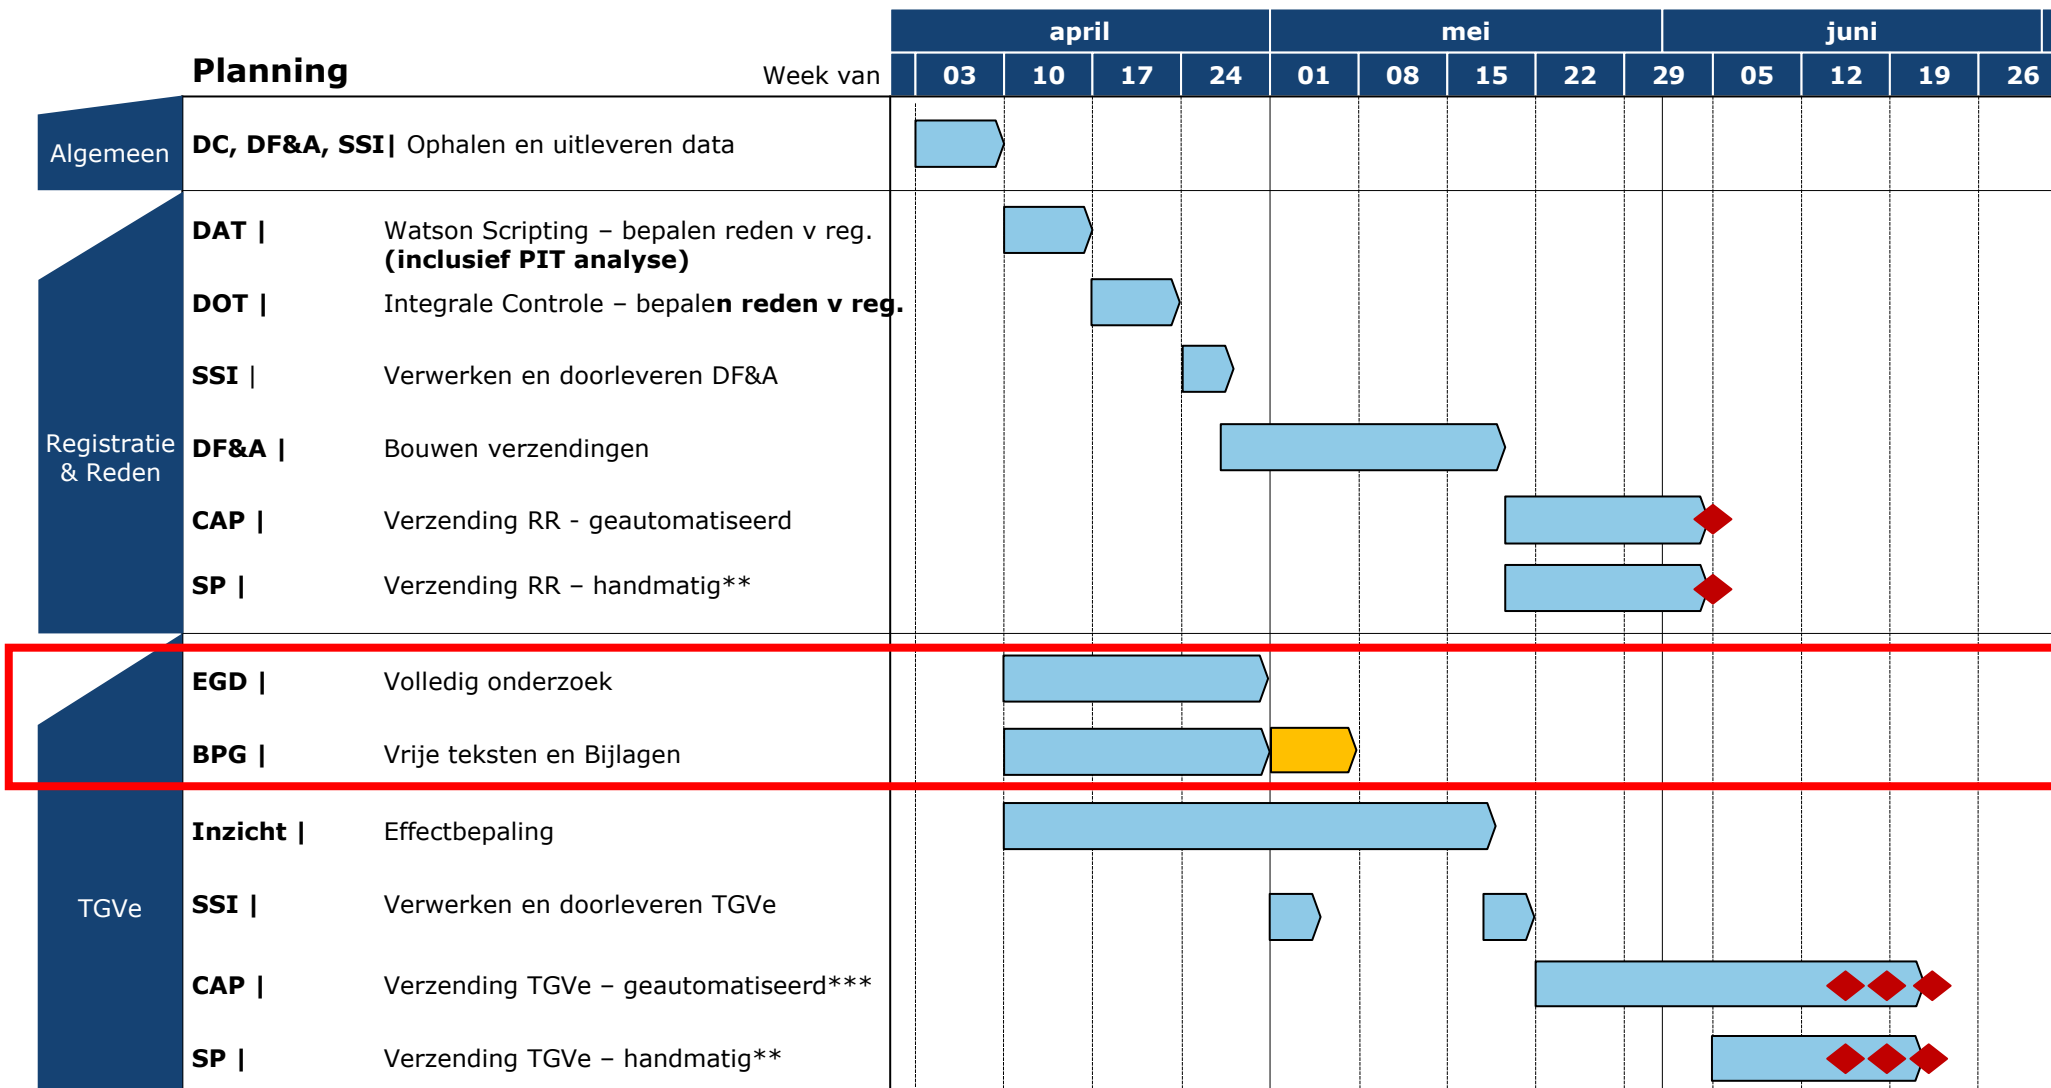 april mei juni
Planning Week van 03 10 17 24 01 08 15 22 29 05 12 19 26
Algemeen
DC, DF&A, SSI| Ophalen en uitleveren data
Registratie
& Reden
DAT | Watson Scripting – bepalen reden v reg.
(inclusief PIT analyse)
DOT | Integrale Controle – bepalen reden v reg.
SSI | Verwerken en doorleveren DF&A
DF&A | Bouwen verzendingen
CAP | Verzending RR - geautomatiseerd
SP | Verzending RR – handmatig**
TGVe
EGD | Volledig onderzoek
BPG | Vrije teksten en Bijlagen
Inzicht | Effectbepaling
SSI | Verwerken en doorleveren TGVe
CAP | Verzending TGVe – geautomatiseerd***
SP | Verzending TGVe – handmatig**